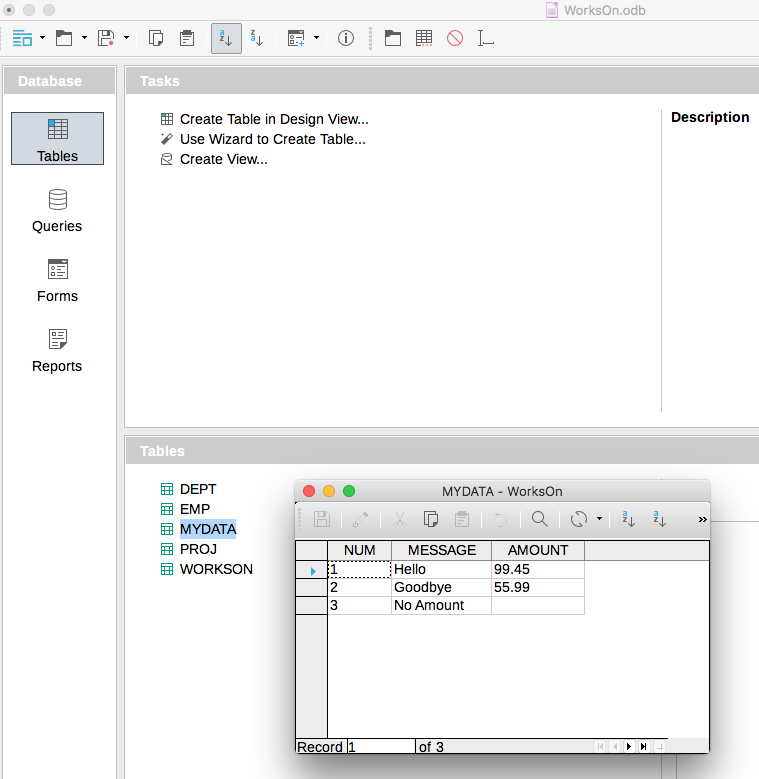 WorksOn.odb
Database
Tables
Queries
Forms
Reports
Tasks
Create Table in Design View...
Use Wizard to Create Table...
Create View...
Description
Tables
DEPT
EMP
MYDATA
PROJ
WORKSON
MYDATA - WorksOn
NUM MESSAGE AMOUNT
1 Hello 99.45
2 Goodbye 55.99
3 No Amount
Record 1 of 3